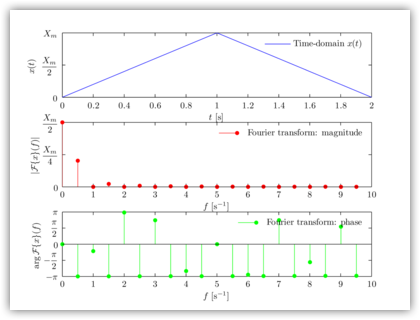 X_m
Time-domain x(t)
x(t)
X_m
2
0
0 0.2 0.4 0.6 0.8 1 1.2 1.4 1.6 1.8 2
t [s]
X_m
2
Fourier transform: magnitude
|F{x}(f)|
X_m
4
0
0 1 2 3 4 5 6 7 8 9 10
f [s⁻¹]
π
Fourier transform: phase
π
2
arg F{x}(f)
0
-π
2
−π
0 1 2 3 4 5 6 7 8 9 10
f [s⁻¹]